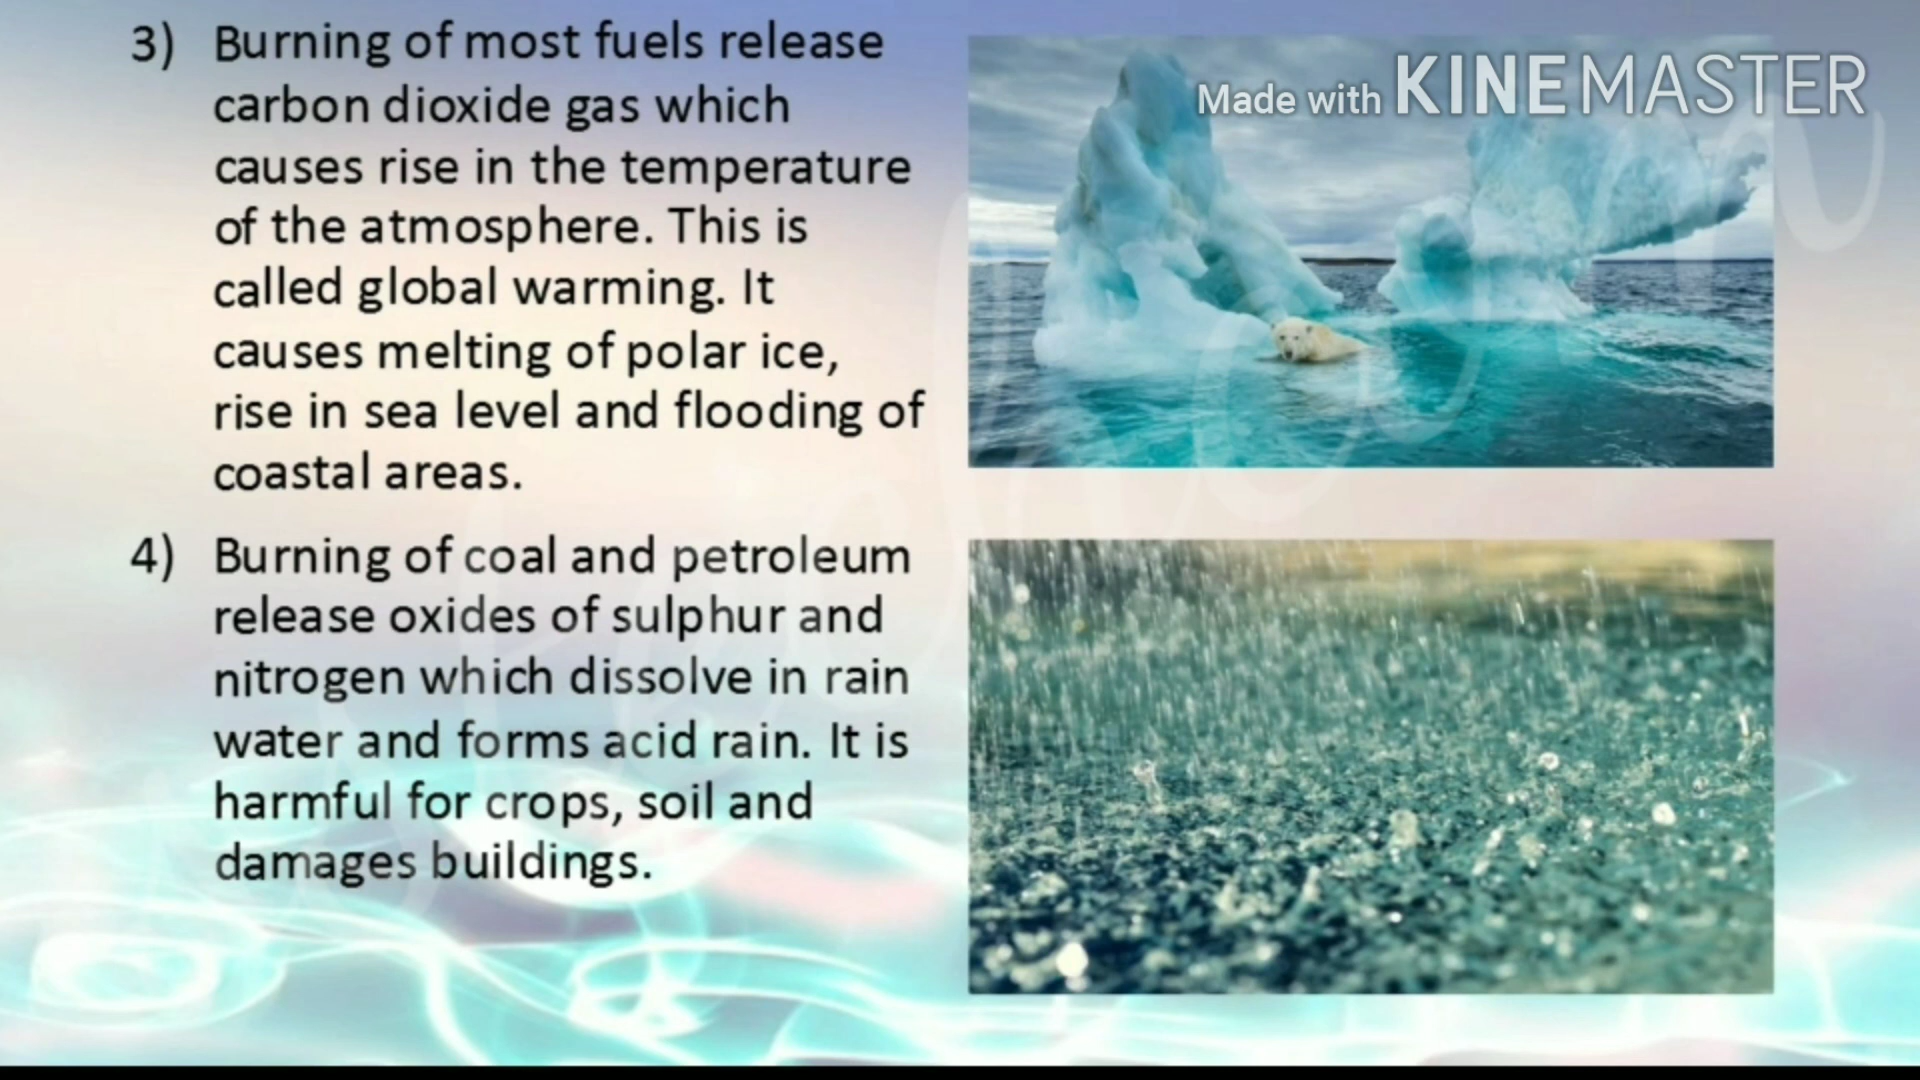 3) Burning of most fuels release
carbon dioxide gas which
causes rise in the temperature
of the atmosphere. This is
called global warming. It
causes melting of polar ice,
rise in sea level and flooding of
coastal areas.
4) Burning of coal and petroleum
release oxides of sulphur and
nitrogen which dissolve in rain
water and forms acid rain. It is
harmful for crops, soil and
damages buildings.
Made with KINEMASTER